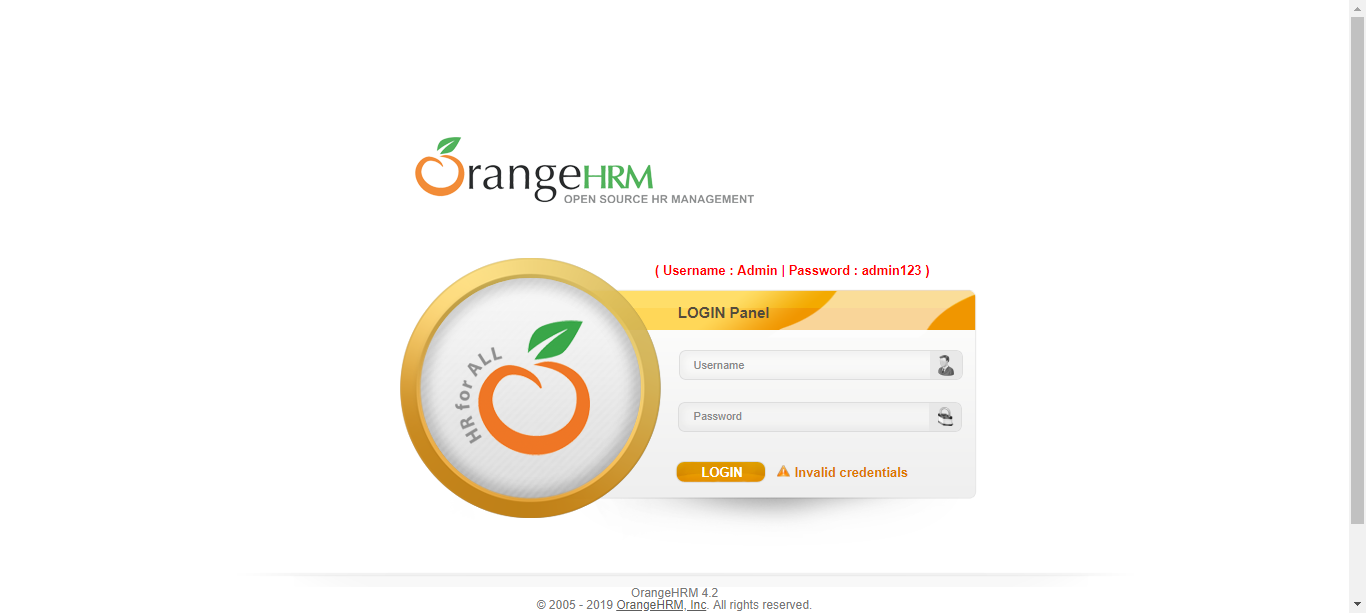 OrangeHRM
OPEN SOURCE HR MANAGEMENT
( Username : Admin | Password : admin123 )
LOGIN Panel
HR for ALL
Username
Password
LOGIN Invalid credentials
OrangeHRM 4.2
© 2005 - 2019 OrangeHRM, Inc. All rights reserved.